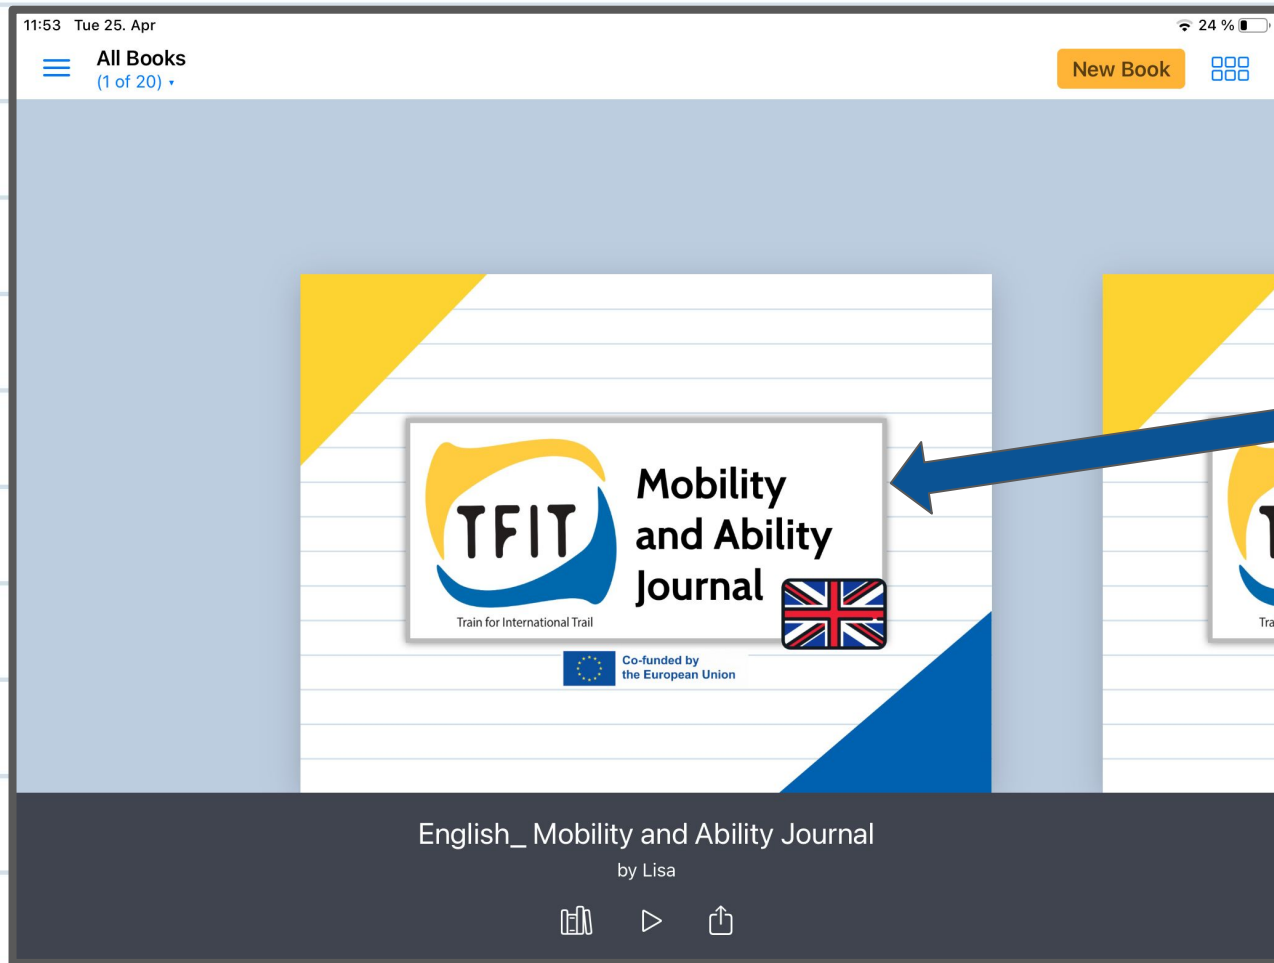 11:53 Tue 25. Apr
24 %
All Books
(1 of 20)
New Book
TFIT
Train for International Trail
Mobility
and Ability
Journal
Co-funded by
the European Union
English_ Mobility and Ability Journal
by Lisa